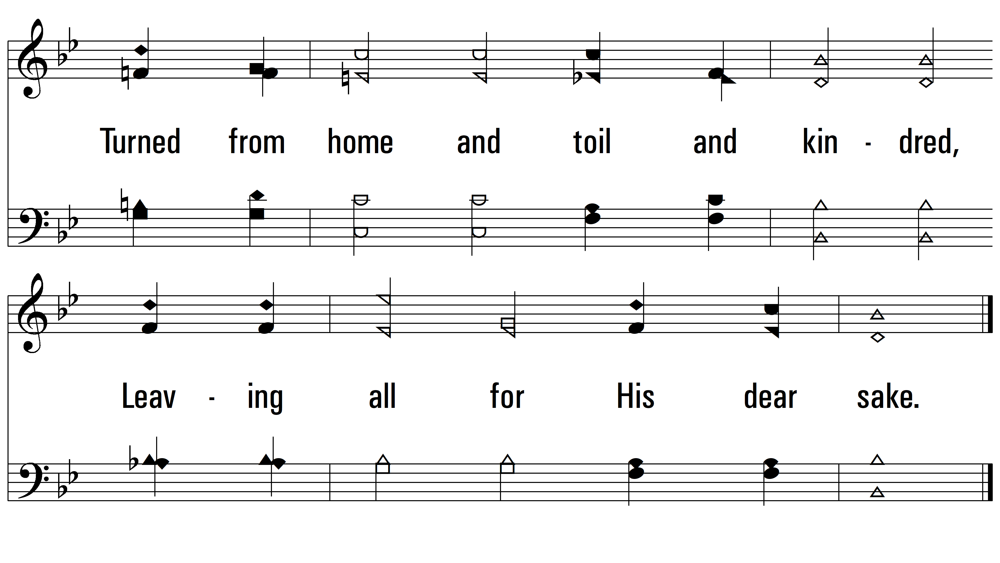 Turned from home and toil and kin - dred,
Leav - ing all for His dear sake.